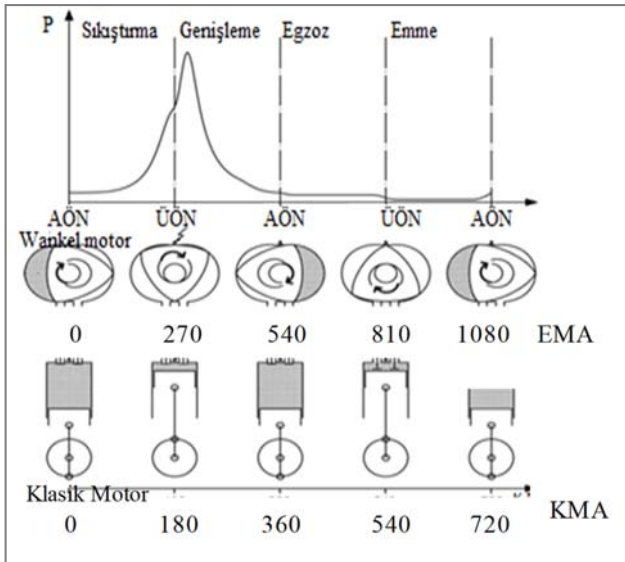 P Sıkıştırma Genişleme Egzoz Emme
AÖN ÜÖN AÖN ÜÖN AÖN
Wankel motor
0 270 540 810 1080 EMA
Klasik Motor
0 180 360 540 720 KMA